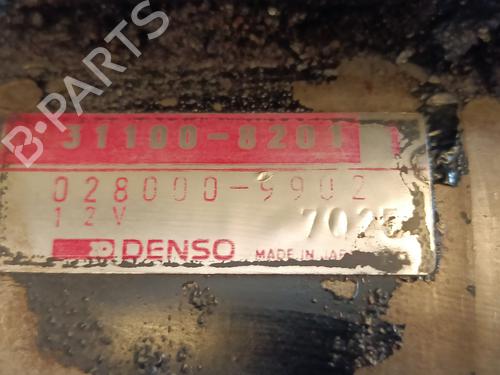 B-PARTS
31100-8201
028000-9902
12V 7025
DENSO MADE IN JAPAN